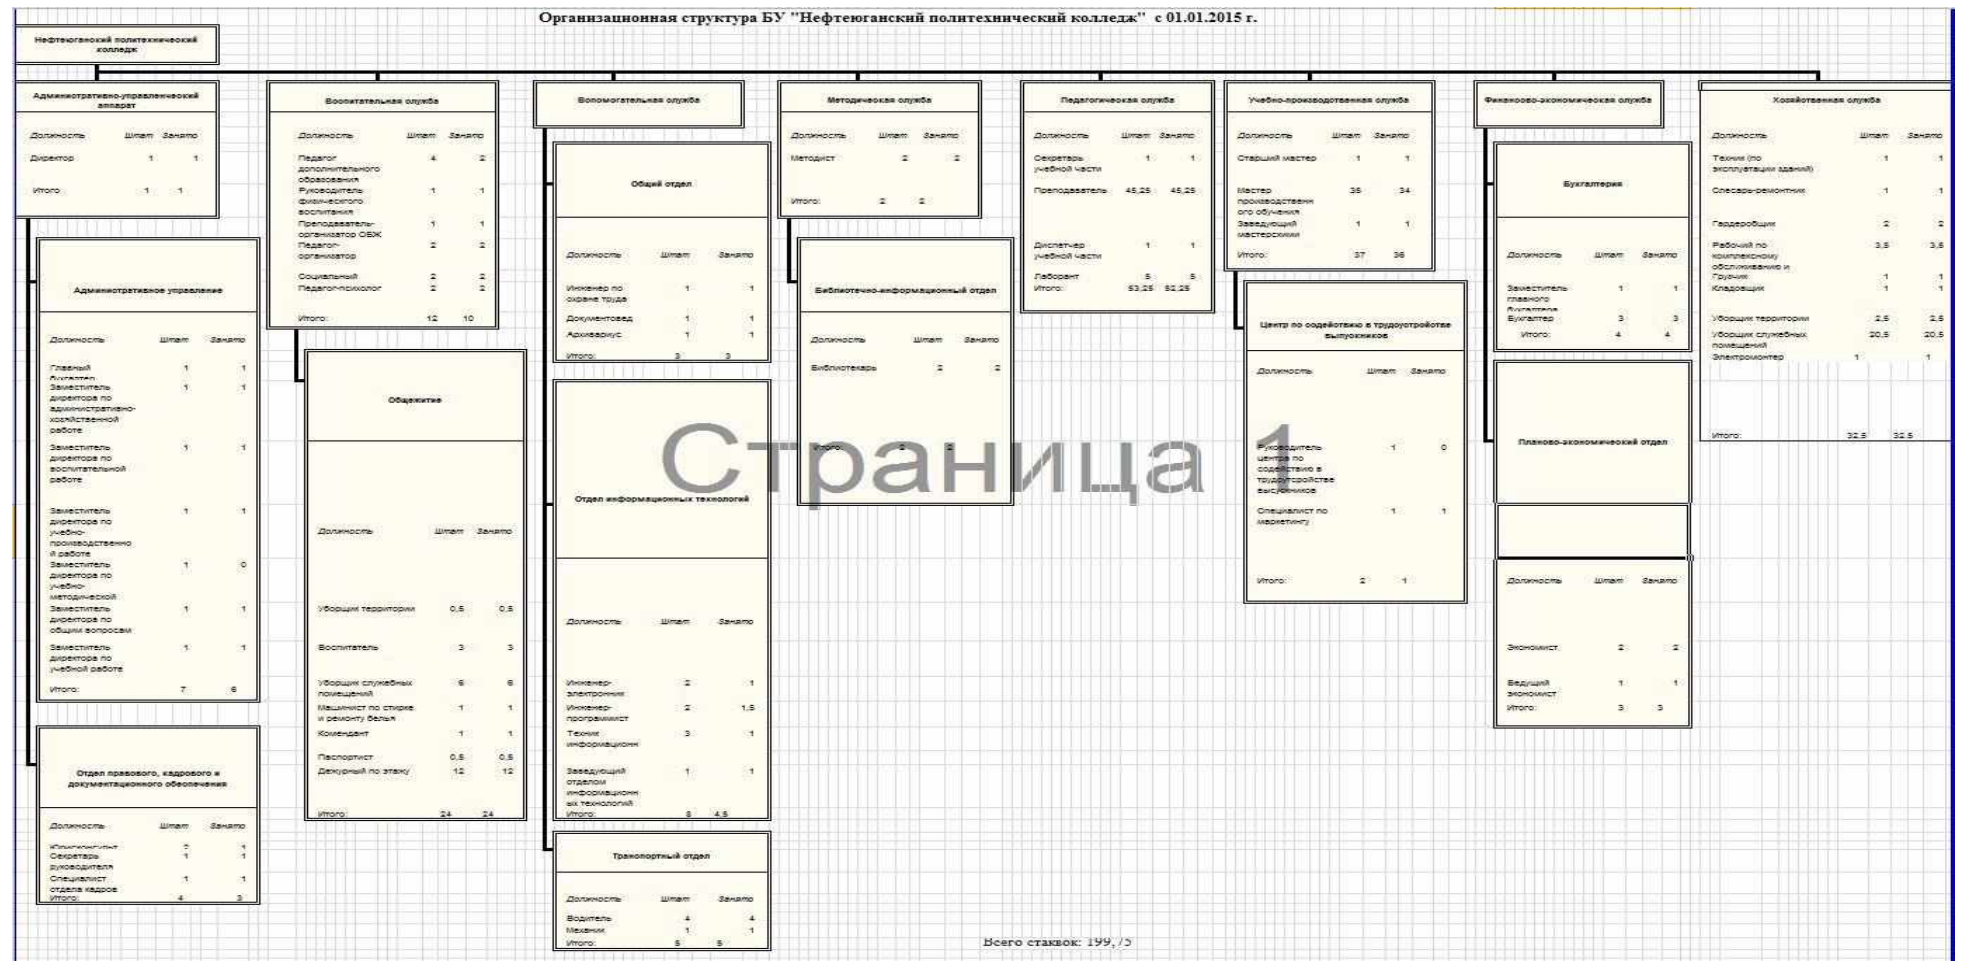 Организационная структура БУ "Нефтеюганский политехнический колледж" с 01.01.2015 г.
Нефтеюганский политехнический
колледж
Административно-управленческий
аппарат
Должность Штат Занято
Директор 1 1
Итого 1 1
Административное управление
Должность Штат Занято
Главный 1 1
бухгалтер
Заместитель 1 1
директора по
административно-
хозяйственной
работе
Заместитель 1 1
директора по
воспитательной
работе
Заместитель 1 1
директора по
учебно-
производственно
й работе
Заместитель 1 0
директора по
учебно-
методической
Заместитель 1 1
директора по
общим вопросам
Заместитель 1 1
директора по
учебной работе
Итого: 7 6
Отдел правового, кадрового и
документационного обеспечения
Должность Штат Занято
Юрисконсульт 2 1
Секретарь 1 1
руководителя
Специалист 1 1
отдела кадров
Итого: 4 3
Воспитательная служба
Должность Штат Занято
Педагог 4 2
дополнительного
образования
Руководитель 1 1
физического
воспитания
Преподаватель- 1 1
организатор ОБЖ
Педагог- 2 2
организатор
Социальный 2 2
Педагог-психолог 2 2
Итого: 12 10
Общежитие
Должность Штат Занято
Уборщик территории 0,5 0,5
Воспитатель 3 3
Уборщик служебных 6 6
помещений
Машинист по стирке 1 1
и ремонту белья
Комендант 1 1
Паспортист 0,5 0,5
Дежурный по этажу 12 12
Итого: 24 24
Вспомогательная служба
Общий отдел
Должность Штат Занято
Инженер по 1 1
охране труда
Документовед 1 1
Архивариус 1 1
Итого: 3 3
Отдел информационных технологий
Должность Штат Занято
Инженер- 2 1
электроник
Инженер- 2 1,5
программист
Техник 3 1
информационн
Заведующий 1 1
отделом
информационн
ых технологий
Итого: 8 4,5
Транспортный отдел
Должность Штат Занято
Водитель 4 4
Механик 1 1
Итого: 5 5
Методическая служба
Должность Штат Занято
Методист 2 2
Итого: 2 2
Библиотечно-информационный отдел
Должность Штат Занято
Библиотекарь 2 2
Итого: 2 2
Педагогическая служба
Должность Штат Занято
Секретарь 1 1
учебной части
Преподаватель 45,25 45,25
Диспетчер 1 1
учебной части
Лаборант 5 5
Итого: 53,25 52,25
Учебно-производственная служба
Должность Штат Занято
Старший мастер 1 1
Мастер 35 34
производственн
ого обучения
Заведующий 1 1
мастерскими
Итого: 37 36
Центр по содействию в трудоустройстве
выпускников
Должность Штат Занято
Руководитель 1 0
центра по
содействию в
трудоутсройстве
Специалист по 1 1
маркетингу
Итого: 2 1
Финансово-экономическая служба
Бухгалтерия
Должность Штат Занято
Заместитель 1 1
главного
бухгалтера
Бухгалтер 3 3
Итого: 4 4
Планово-экономический отдел
Должность Штат Занято
Экономист 2 2
Ведущий 1 1
экономист
Итого: 3 3
Хозяйственная служба
Должность Штат Занято
Техник (по 1 1
эксплуатации зданий)
Слесарь-ремонтник 1 1
Гардеробщик 2 2
Рабочий по 3,5 3,5
комплексному
обслуживанию и
Грузчик 1 1
Кладовщик 1 1
Уборщик территории 2,5 2,5
Уборщик служебных 20,5 20,5
помещений
Электромонтер 1 1
Итого: 32,5 32,5
Страница 1
Всего ставок: 199,75